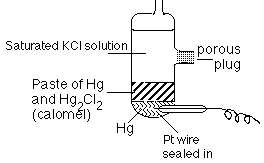 Saturated KCl solution
porous
plug
Paste of Hg
and Hg2Cl2
(calomel)
Hg
Pt wire
sealed in